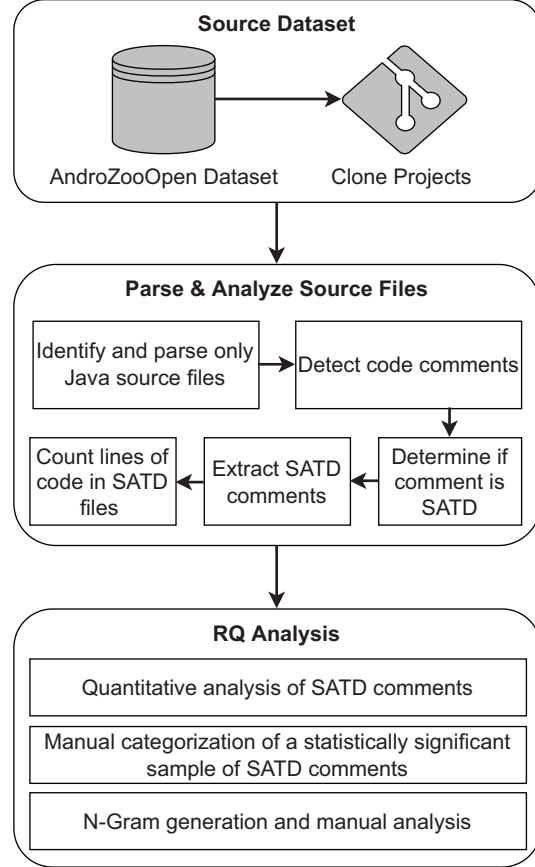 Source Dataset
AndroZooOpen Dataset
Clone Projects
Parse & Analyze Source Files
Identify and parse only
Java source files
Detect code comments
Determine if
comment is
SATD
Extract SATD
comments
Count lines of
code in SATD
files
RQ Analysis
Quantitative analysis of SATD comments
Manual categorization of a statistically significant
sample of SATD comments
N-Gram generation and manual analysis